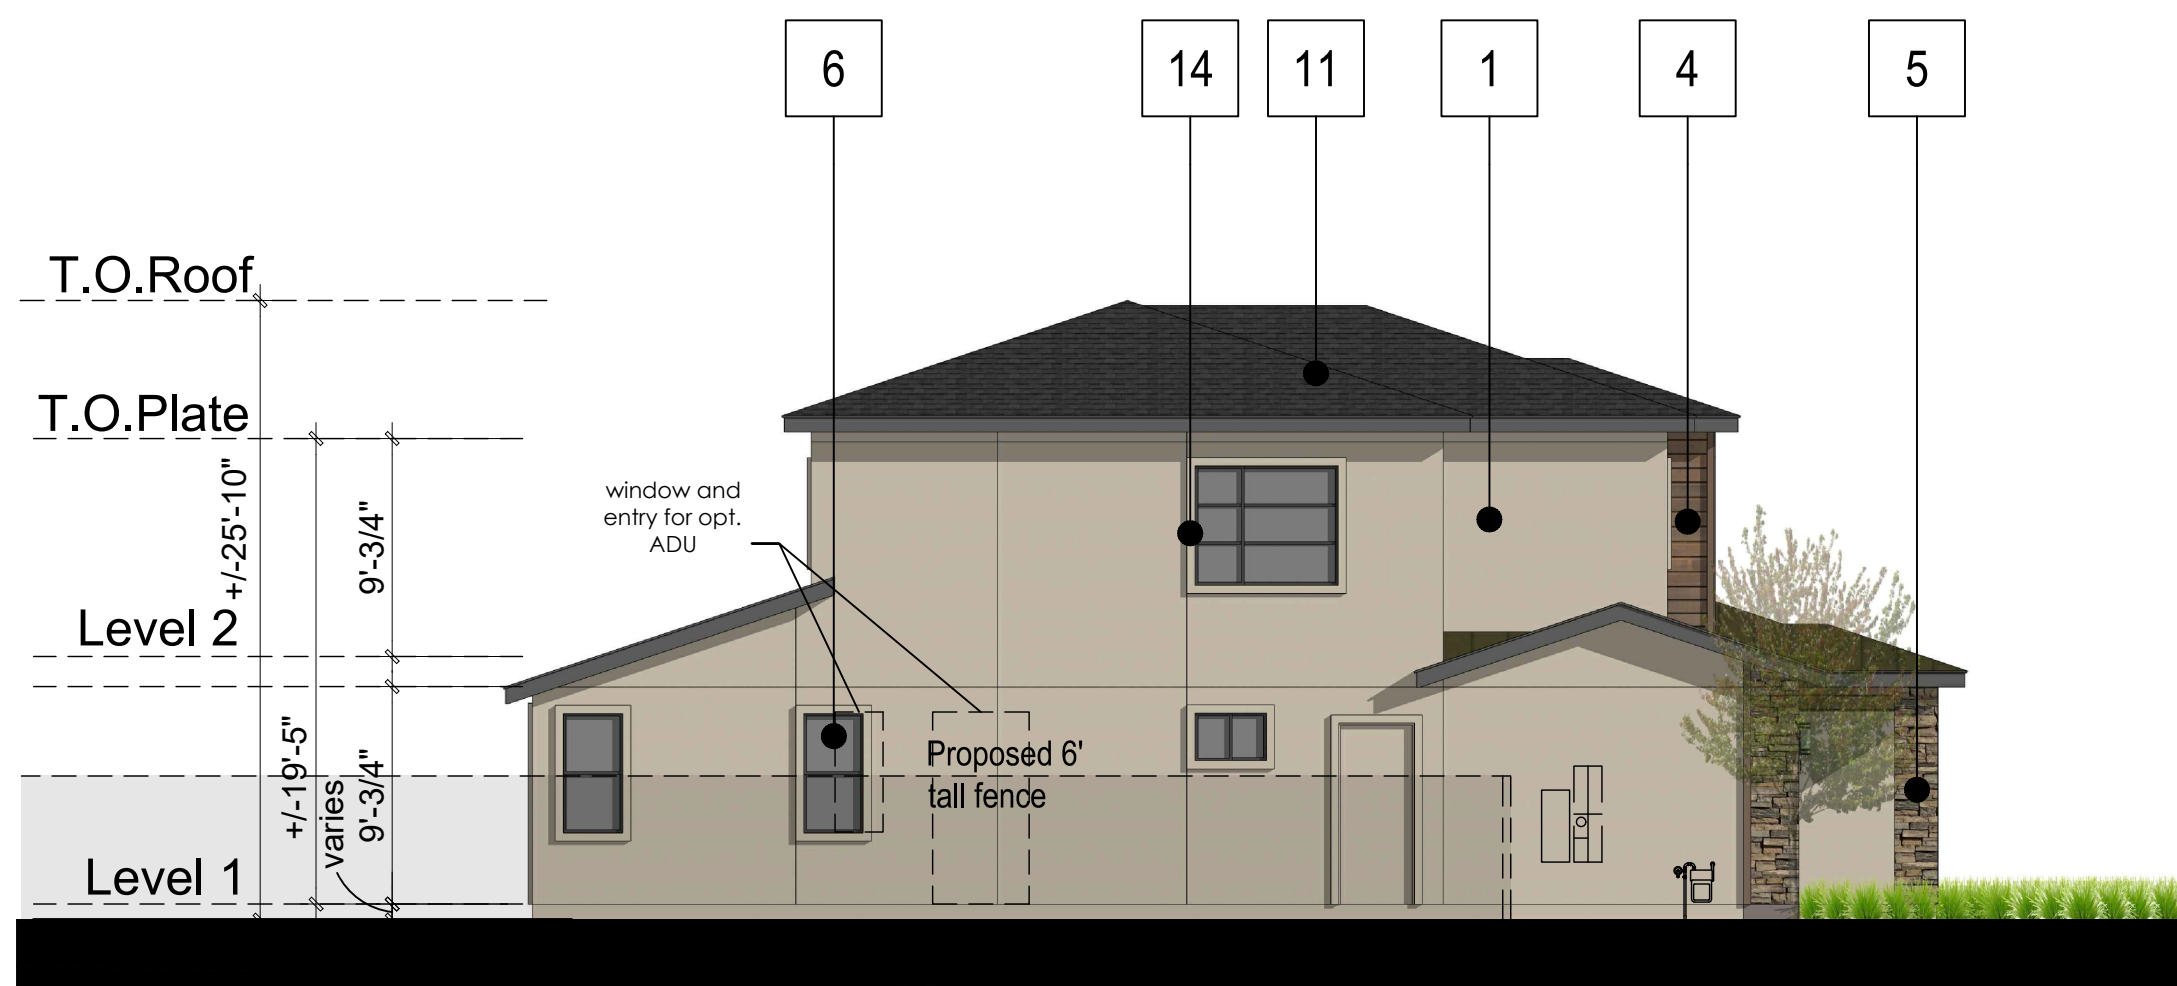 6
14
11
1
4
5
T.O.Roof
T.O.Plate
+/-25'-10"
9'-3/4"
window and
entry for opt.
ADU
Level 2
+/-19'-5"
varies
9'-3/4"
Proposed 6'
tall fence
Level 1